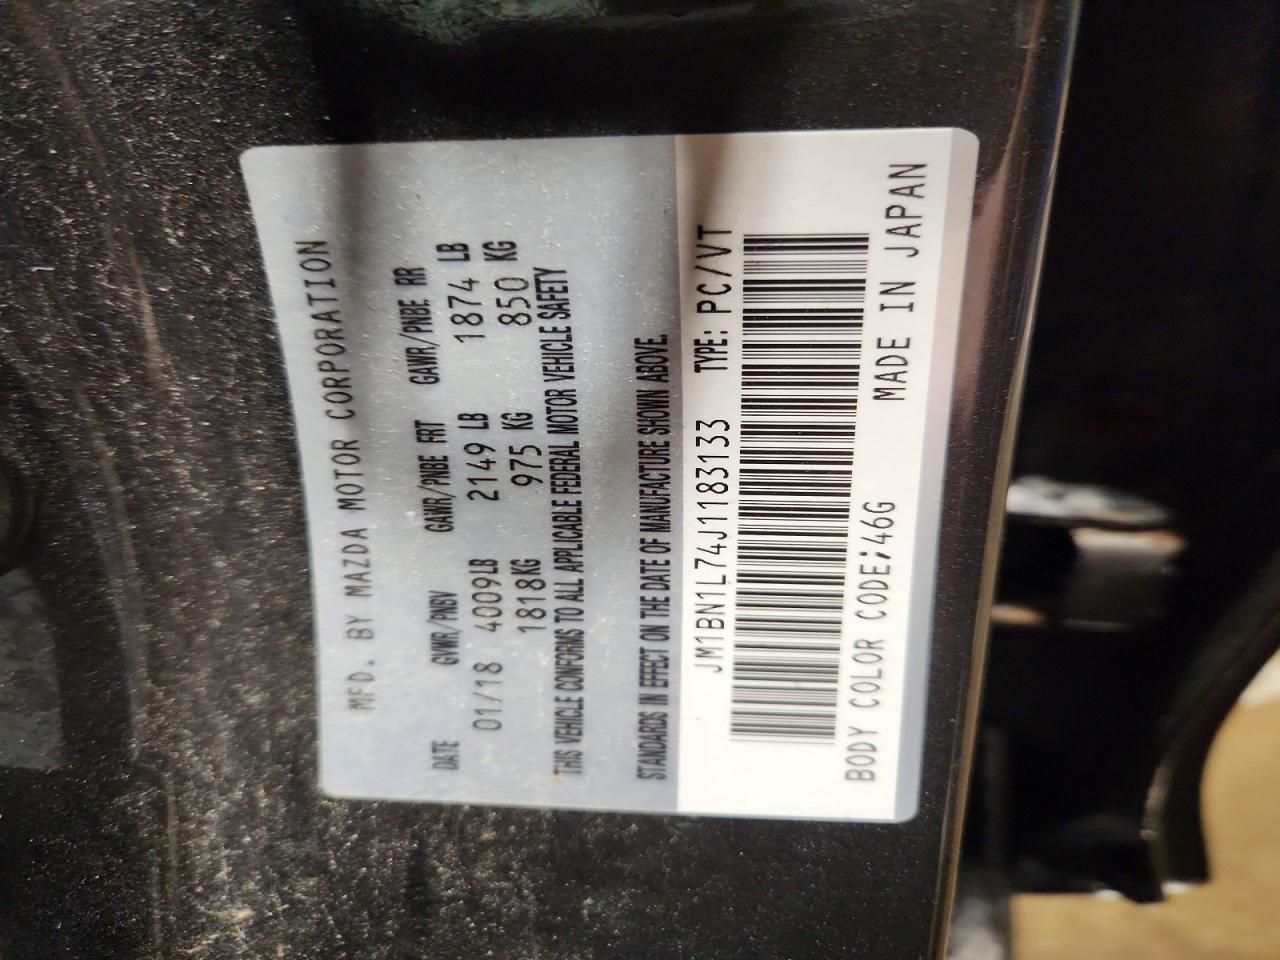 MFD. BY MAZDA MOTOR CORPORATION
DATE GVWR/PNBV GAWR/PNBE FRT GAWR/PNBE RR
01/18 4009LB 2149 LB 1874 LB
1818KG 975 KG 850 KG
THIS VEHICLE CONFORMS TO ALL APPLICABLE FEDERAL MOTOR VEHICLE SAFETY
STANDARDS IN EFFECT ON THE DATE OF MANUFACTURE SHOWN ABOVE.
JM1BN1L74J1183133 TYPE: PC/VT
BODY COLOR CODE;46G MADE IN JAPAN